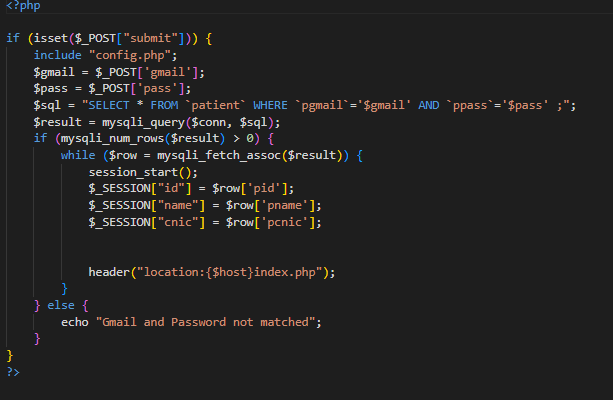 <?php
if (isset($_POST["submit"])) {
include "config.php";
$gmail = $_POST['gmail'];
$pass = $_POST['pass'];
$sql = "SELECT * FROM `patient` WHERE `pgmail`='$gmail' AND `ppass`='$pass' ;";
$result = mysqli_query($conn, $sql);
if (mysqli_num_rows($result) > 0) {
while ($row = mysqli_fetch_assoc($result)) {
session_start();
$_SESSION["id"] = $row['pid'];
$_SESSION["name"] = $row['pname'];
$_SESSION["cnic"] = $row['pcnic'];
header("location:{$host}index.php");
}
} else {
echo "Gmail and Password not matched";
}
}
?>